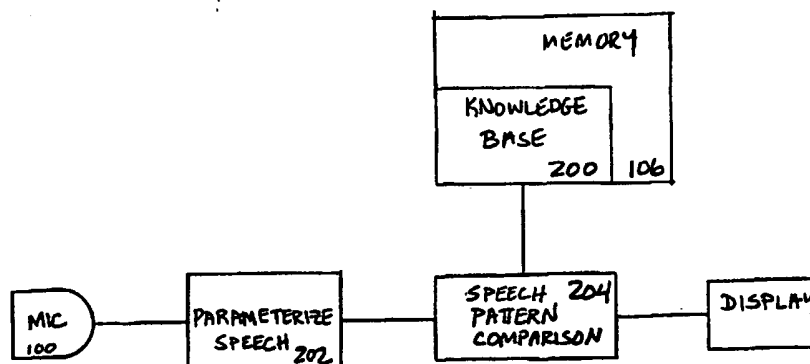 MEMORY
KNOWLEDGE
BASE
200 106
MIC
100
PARAMETERIZE
SPEECH 202
SPEECH 204
PATTERN
COMPARISON
DISPLAY